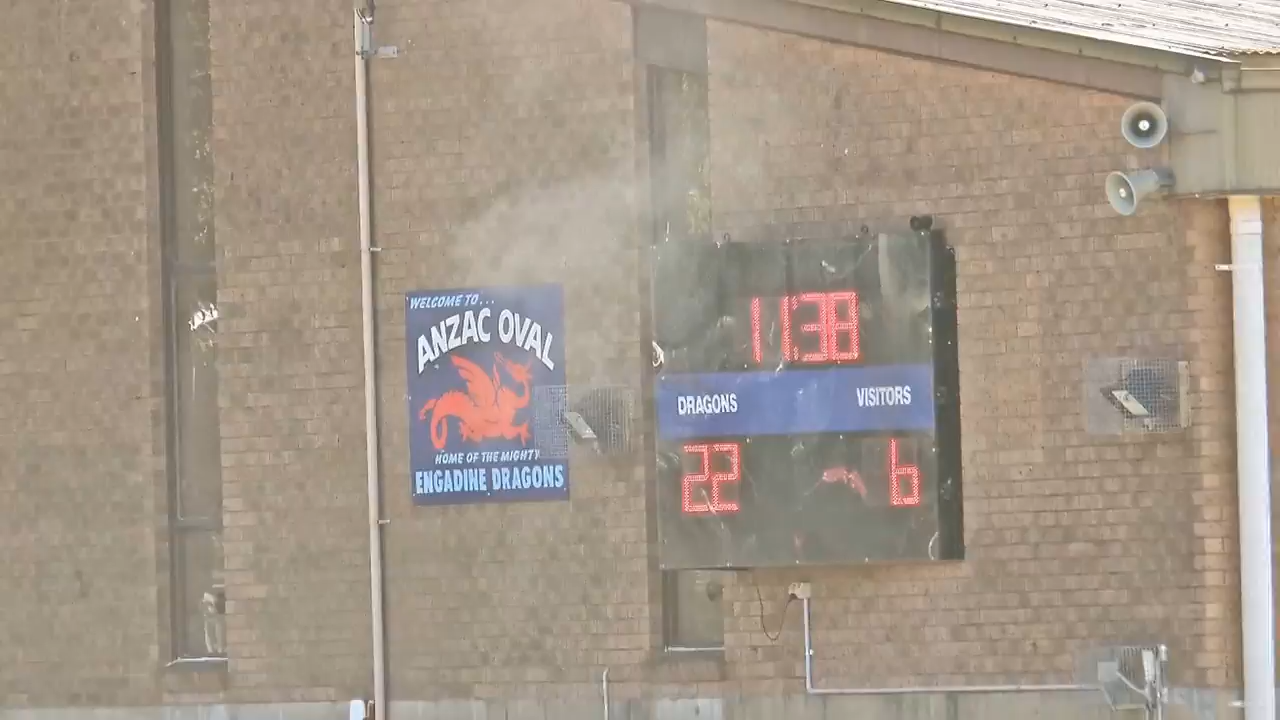 WELCOME TO...
ANZAC OVAL
HOME OF THE MIGHTY
ENGADINE DRAGONS
11:38
DRAGONS VISITORS
22 6